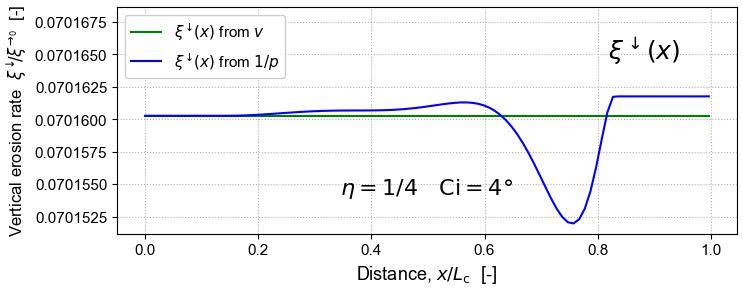 ξ↓(x) from v
ξ↓(x) from 1/p
ξ↓(x)
η = 1/4   Ci = 4°
Vertical erosion rate ξ↓/ξ→₀ [-]
0.0701675
0.0701650
0.0701625
0.0701600
0.0701575
0.0701550
0.0701525
0.0 0.2 0.4 0.6 0.8 1.0
Distance, x/Lc [-]